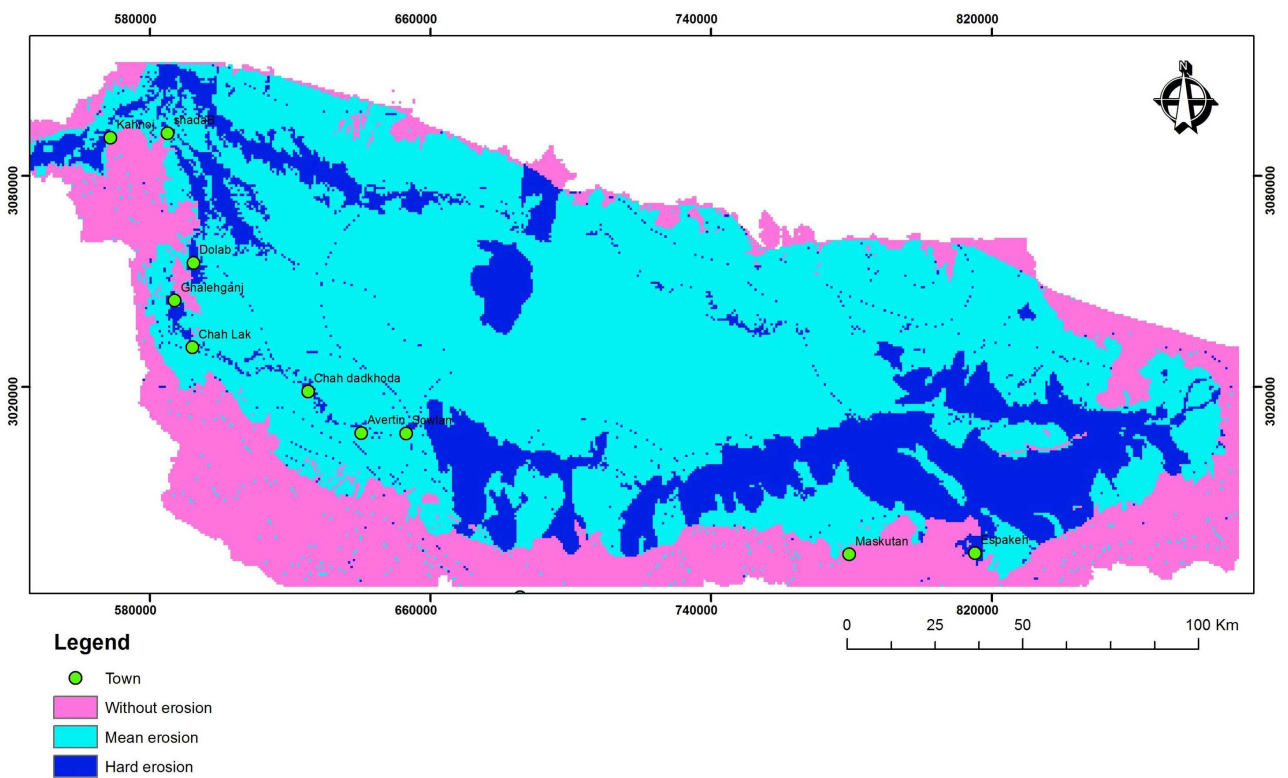 580000 660000 740000 820000
N
3080000 3080000
Kahnoj shadab
Dolab
Ghalehganj
Chah Lak
Chah dadkhoda
3020000 3020000
Avertin Sowlan
Maskutan Espakeh
580000 660000 740000 820000
0 25 50 100 Km
Legend
Town
Without erosion
Mean erosion
Hard erosion